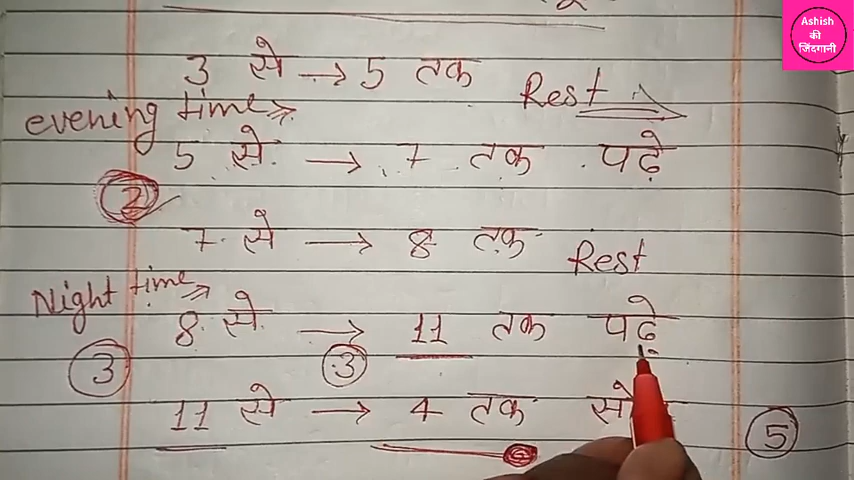 Ashish
की
जिंदगानी
3 से → 5 तक Rest
evening time
5 से → 7 तक पढ़े
2
7 से → 8 तक Rest
Night time
8 से → 11 तक पढ़े
3 3
11 से → 4 तक
5